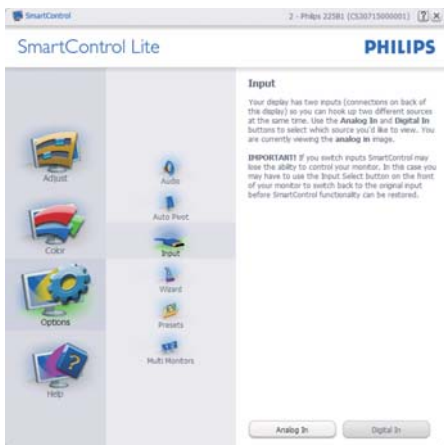 SmartControl
2 - Philips 225B1 (CS30715000001)
SmartControl Lite
PHILIPS
Adjust
Color
Options
Help
Audio
Auto Pivot
Input
Wizard
Presets
Multi Monitors
Input
Your display has two inputs (connections on back of
this display) so you can hook up two different sources
at the same time. Use the Analog In and Digital In
buttons to select which source you'd like to view. You
are currently viewing the analog in image.
IMPORTANT! If you switch inputs SmartControl may
lose the ability to control your monitor. In this case you
may have to use the Input Select button on the front
of your monitor to switch back to the original input
before SmartControl functionality can be restored.
Analog In
Digital In